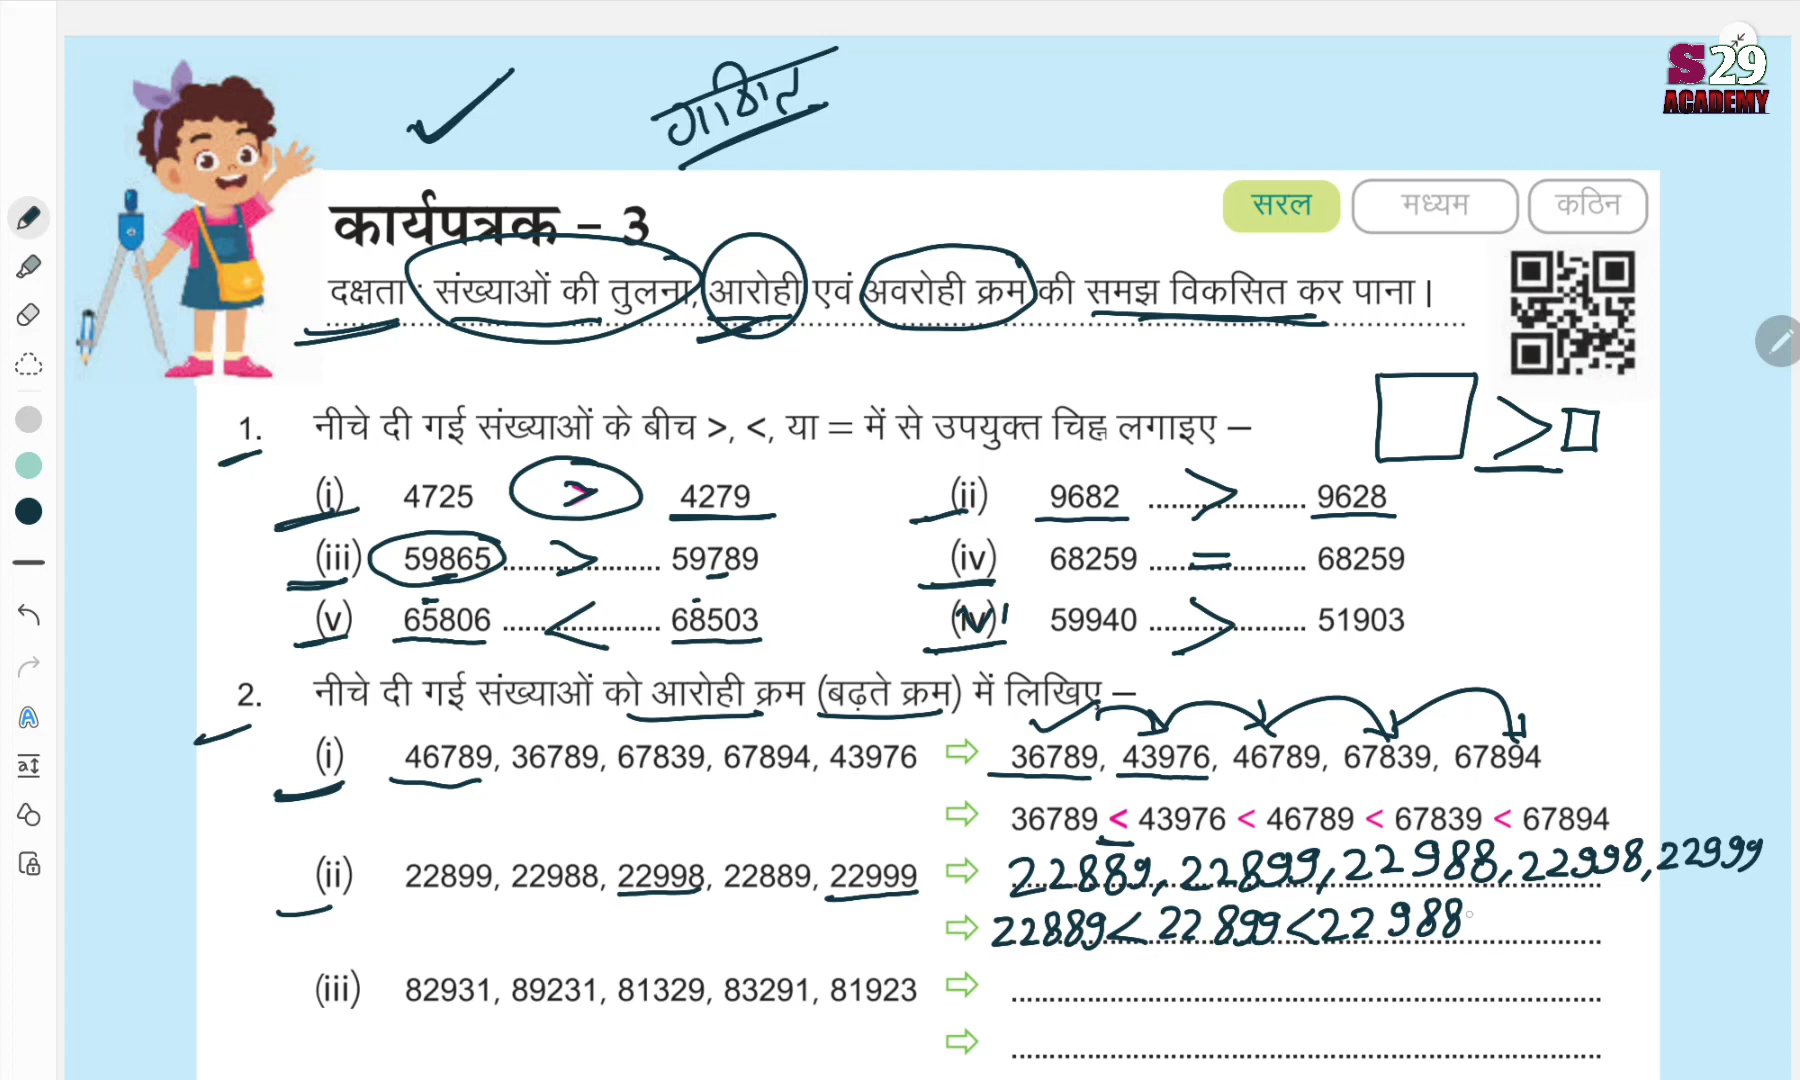 S29
ACADEMY
गणित
सरल मध्यम कठिन
कार्यपत्रक – 3
दक्षता : संख्याओं की तुलना, आरोही एवं अवरोही क्रम की समझ विकसित कर पाना।
1. नीचे दी गई संख्याओं के बीच >, <, या = में से उपयुक्त चिह्न लगाइए –
>
(i) 4725 > 4279 (ii) 9682 > 9628
(iii) 59865 > 59789 (iv) 68259 = 68259
(v) 65806 < 68503 (iv) 59940 > 51903
2. नीचे दी गई संख्याओं को आरोही क्रम (बढ़ते क्रम) में लिखिए –
(i) 46789, 36789, 67839, 67894, 43976 ⇨ 36789, 43976, 46789, 67839, 67894
⇨ 36789 < 43976 < 46789 < 67839 < 67894
(ii) 22899, 22988, 22998, 22889, 22999 ⇨ 22889, 22899, 22988, 22998, 22999
⇨ 22889 < 22899 < 22988
(iii) 82931, 89231, 81329, 83291, 81923 ⇨ ........
⇨ ........